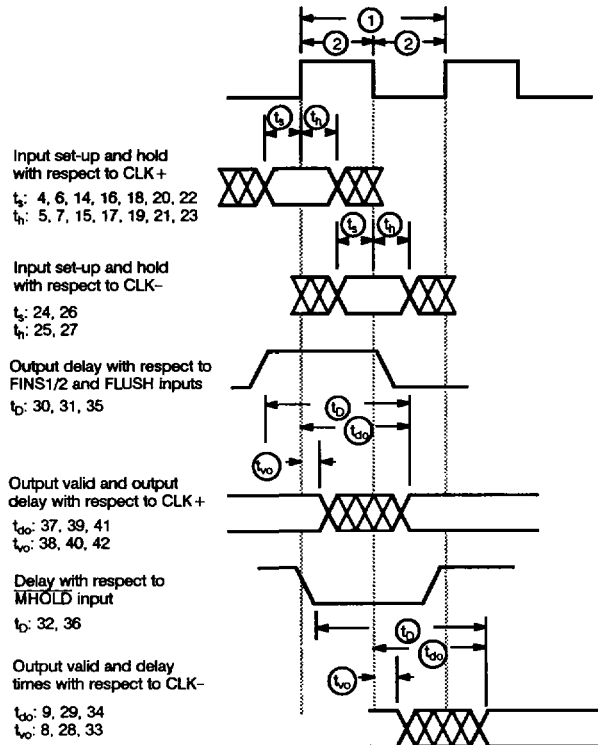 1
2 2
ts th
Input set-up and hold
with respect to CLK+
ts: 4, 6, 14, 16, 18, 20, 22
th: 5, 7, 15, 17, 19, 21, 23
ts th
Input set-up and hold
with respect to CLK–
ts: 24, 26
th: 25, 27
Output delay with respect to
FINS1/2 and FLUSH inputs
tD: 30, 31, 35
tD
tdo
tvo
Output valid and output
delay with respect to CLK+
tdo: 37, 39, 41
tvo: 38, 40, 42
Delay with respect to
MHOLD input
tD: 32, 36
tD
tdo
tvo
Output valid and delay
times with respect to CLK–
tdo: 9, 29, 34
tvo: 8, 28, 33